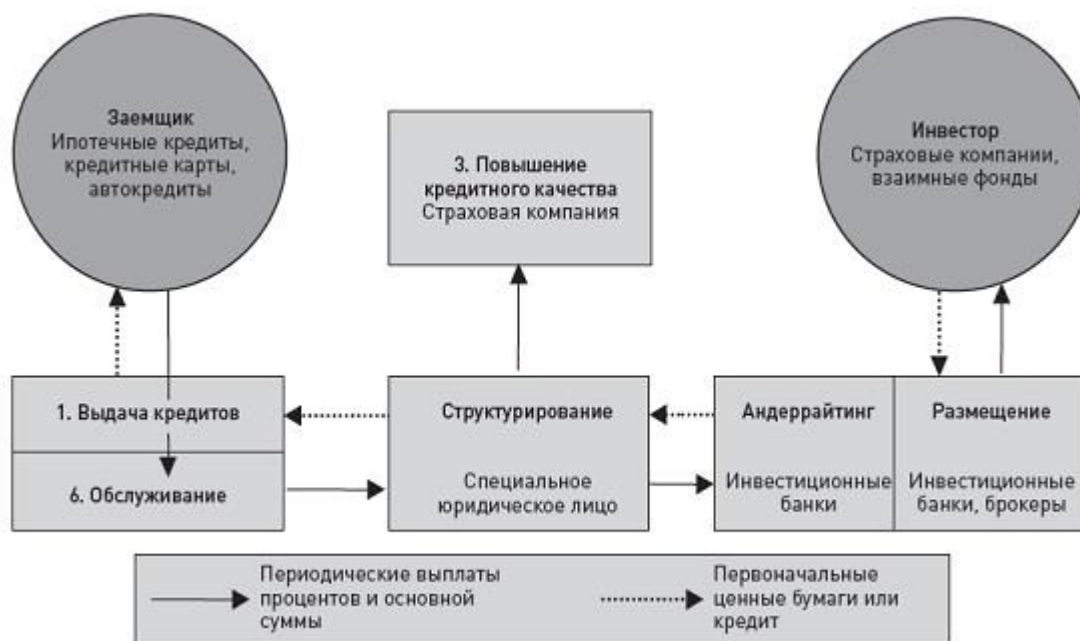 Заемщик
Ипотечные кредиты,
кредитные карты,
автокредиты
3. Повышение
кредитного качества
Страховая компания
Инвестор
Страховые компании,
взаимные фонды
1. Выдача кредитов
6. Обслуживание
Структурирование
Специальное
юридическое лицо
Андеррайтинг
Инвестиционные
банки
Размещение
Инвестиционные
банки, брокеры
Периодические выплаты
процентов и основной
суммы
Первоначальные
ценные бумаги или
кредит